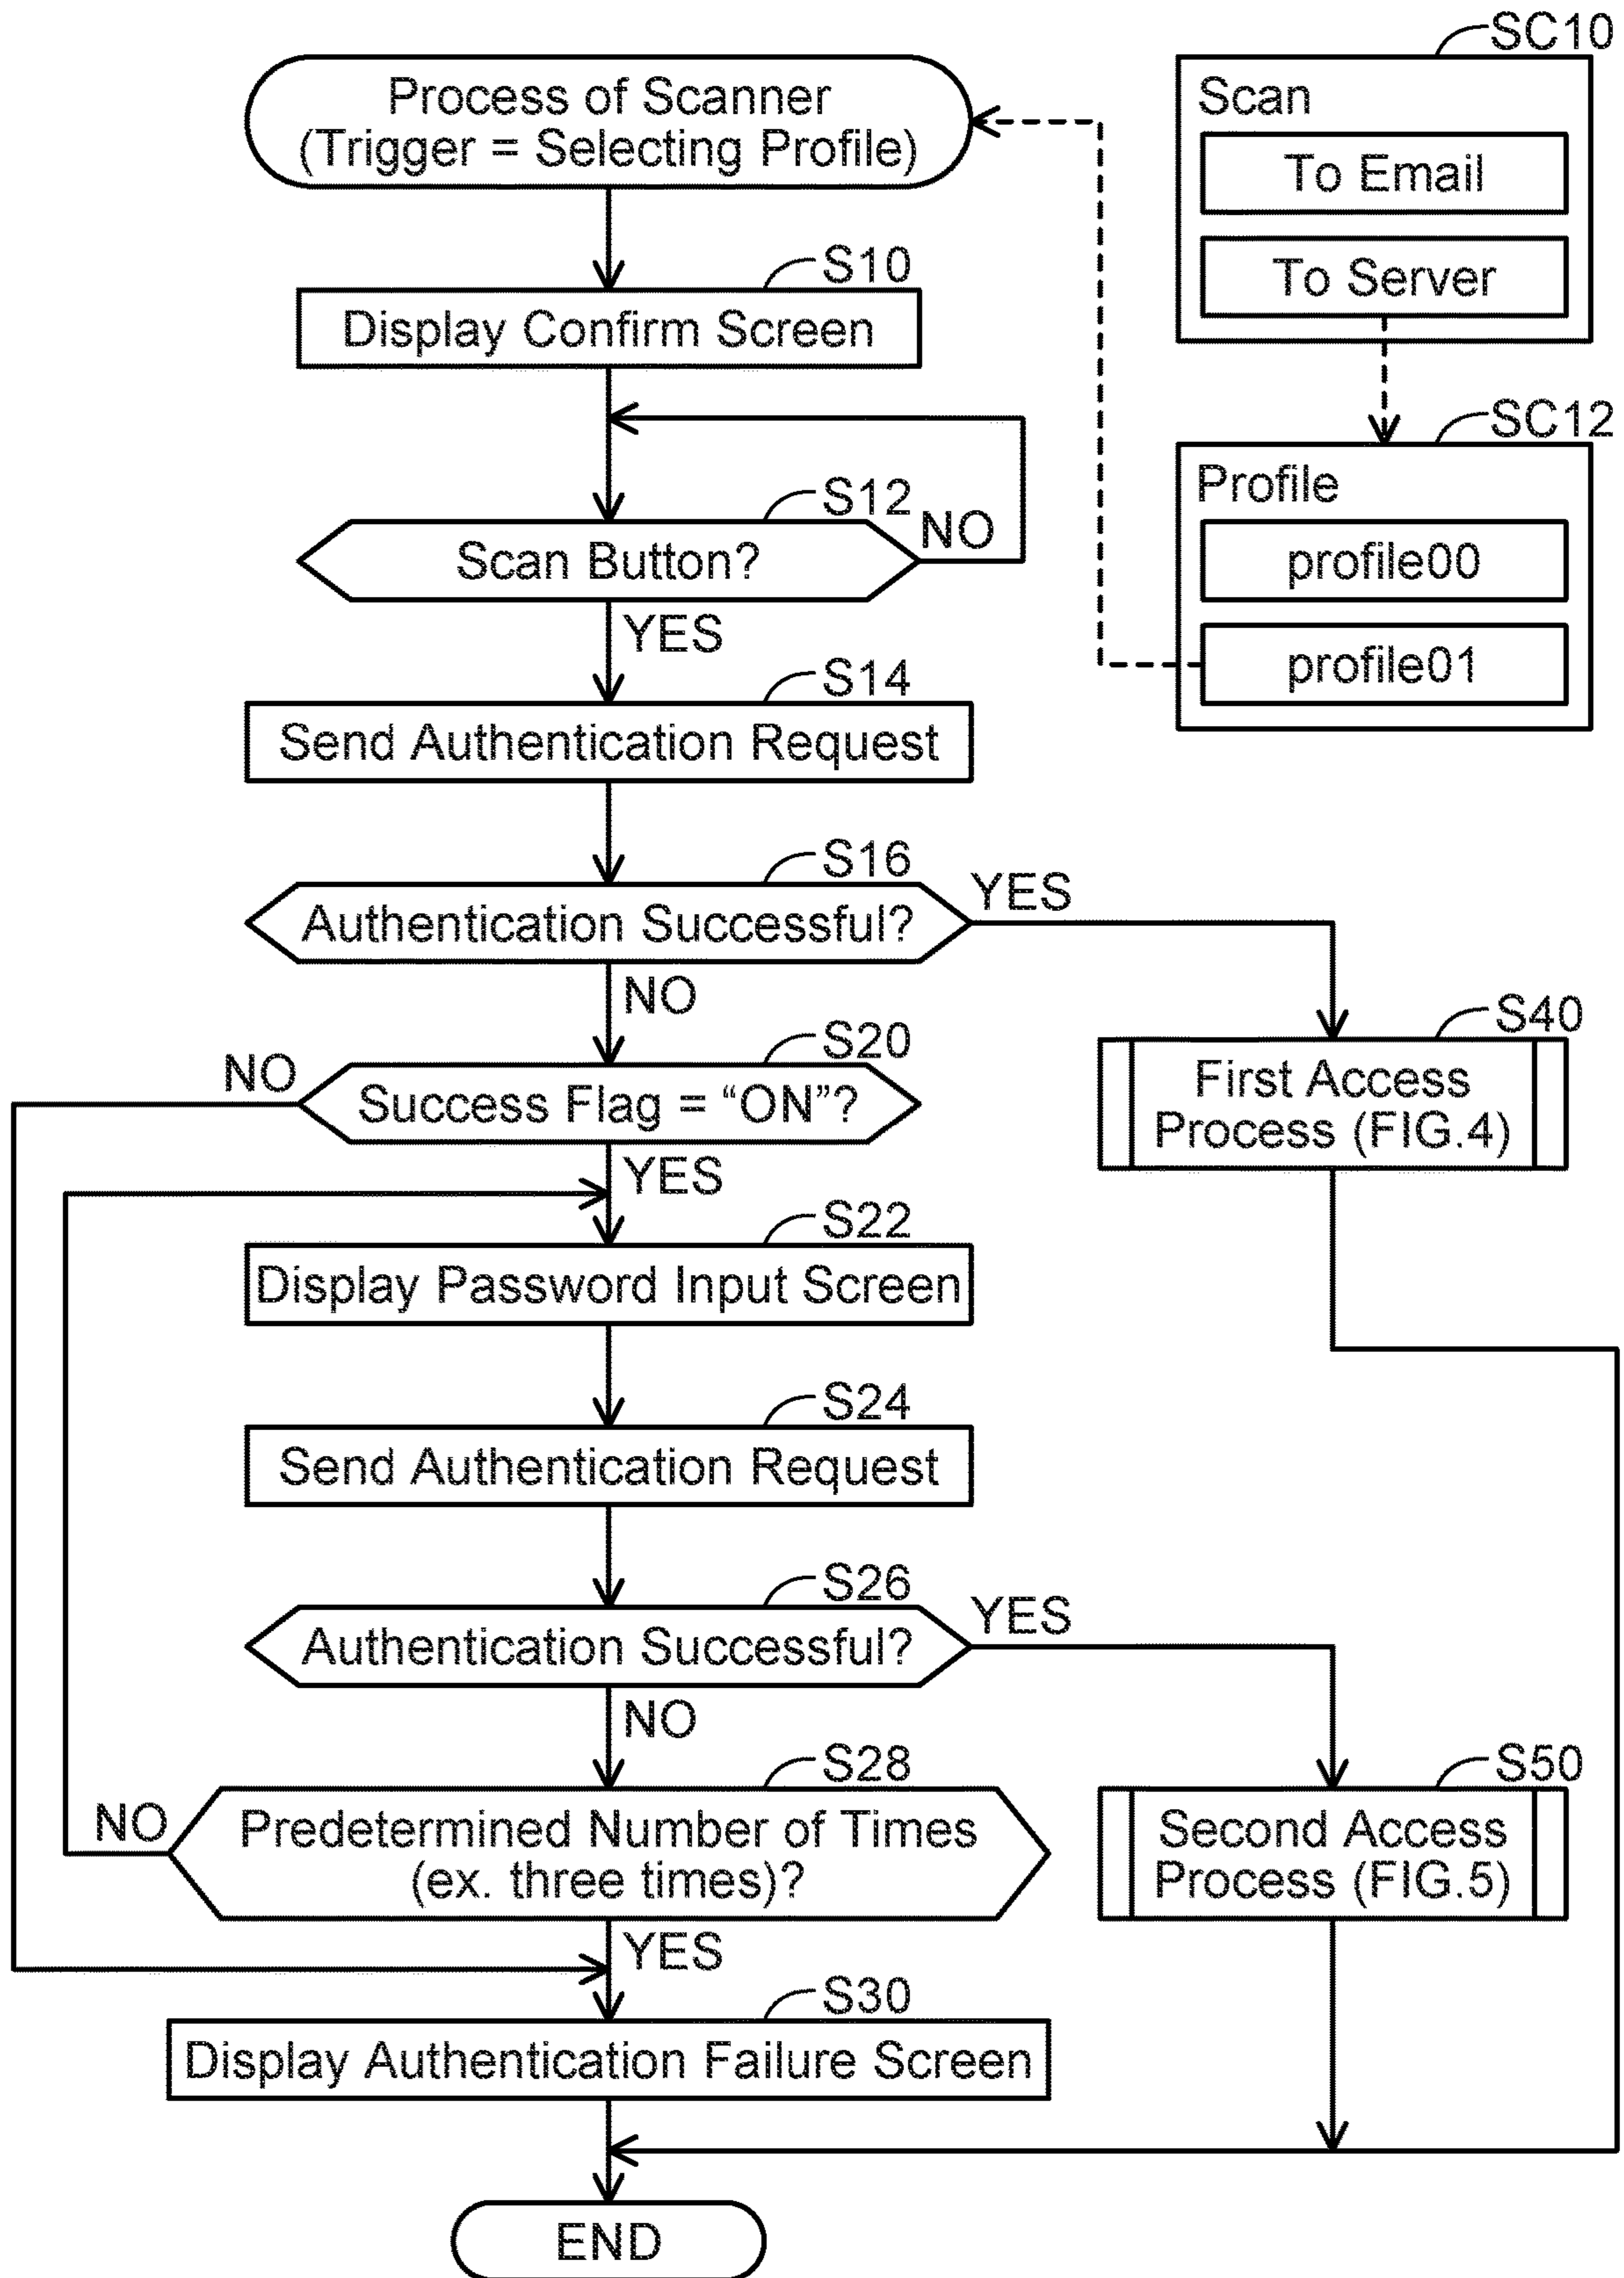 SC10
Process of Scanner
(Trigger = Selecting Profile)
Scan
To Email
To Server
S10
Display Confirm Screen
SC12
Profile
profile00
profile01
S12
Scan Button?
NO
YES
S14
Send Authentication Request
S16
Authentication Successful?
YES
NO
S40
First Access
Process (FIG.4)
S20
NO
Success Flag = “ON”?
YES
S22
Display Password Input Screen
S24
Send Authentication Request
S26
Authentication Successful?
YES
NO
S28
NO
Predetermined Number of Times
(ex. three times)?
S50
Second Access
Process (FIG.5)
YES
S30
Display Authentication Failure Screen
END